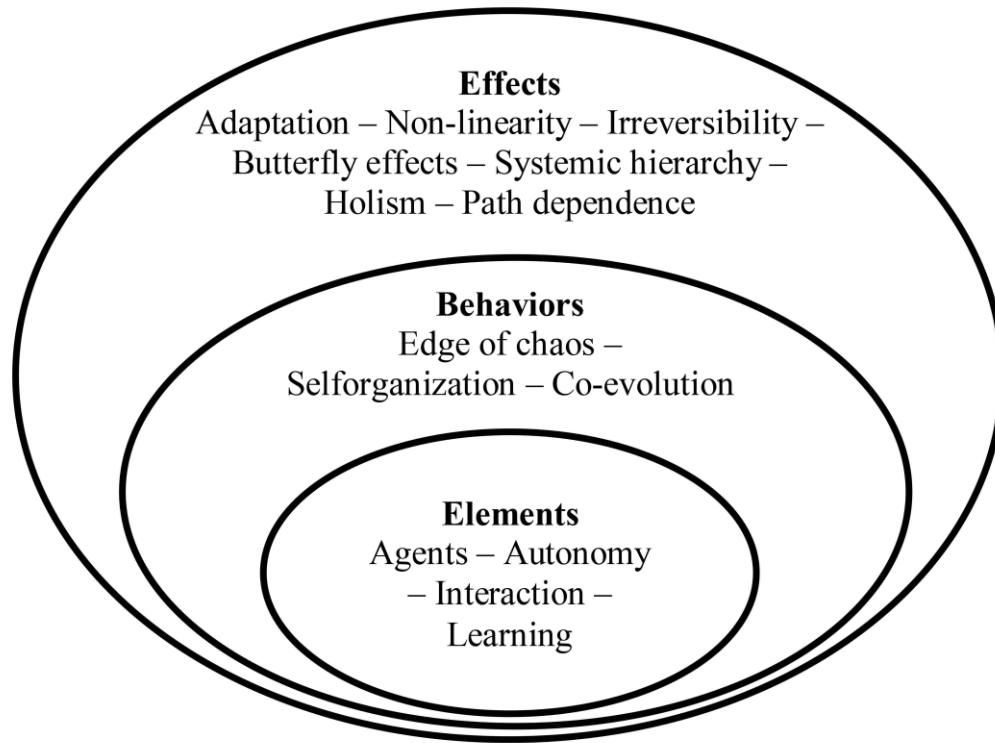 Effects
Adaptation – Non-linearity – Irreversibility –
Butterfly effects – Systemic hierarchy –
Holism – Path dependence
Behaviors
Edge of chaos –
Selforganization – Co-evolution
Elements
Agents – Autonomy
– Interaction –
Learning